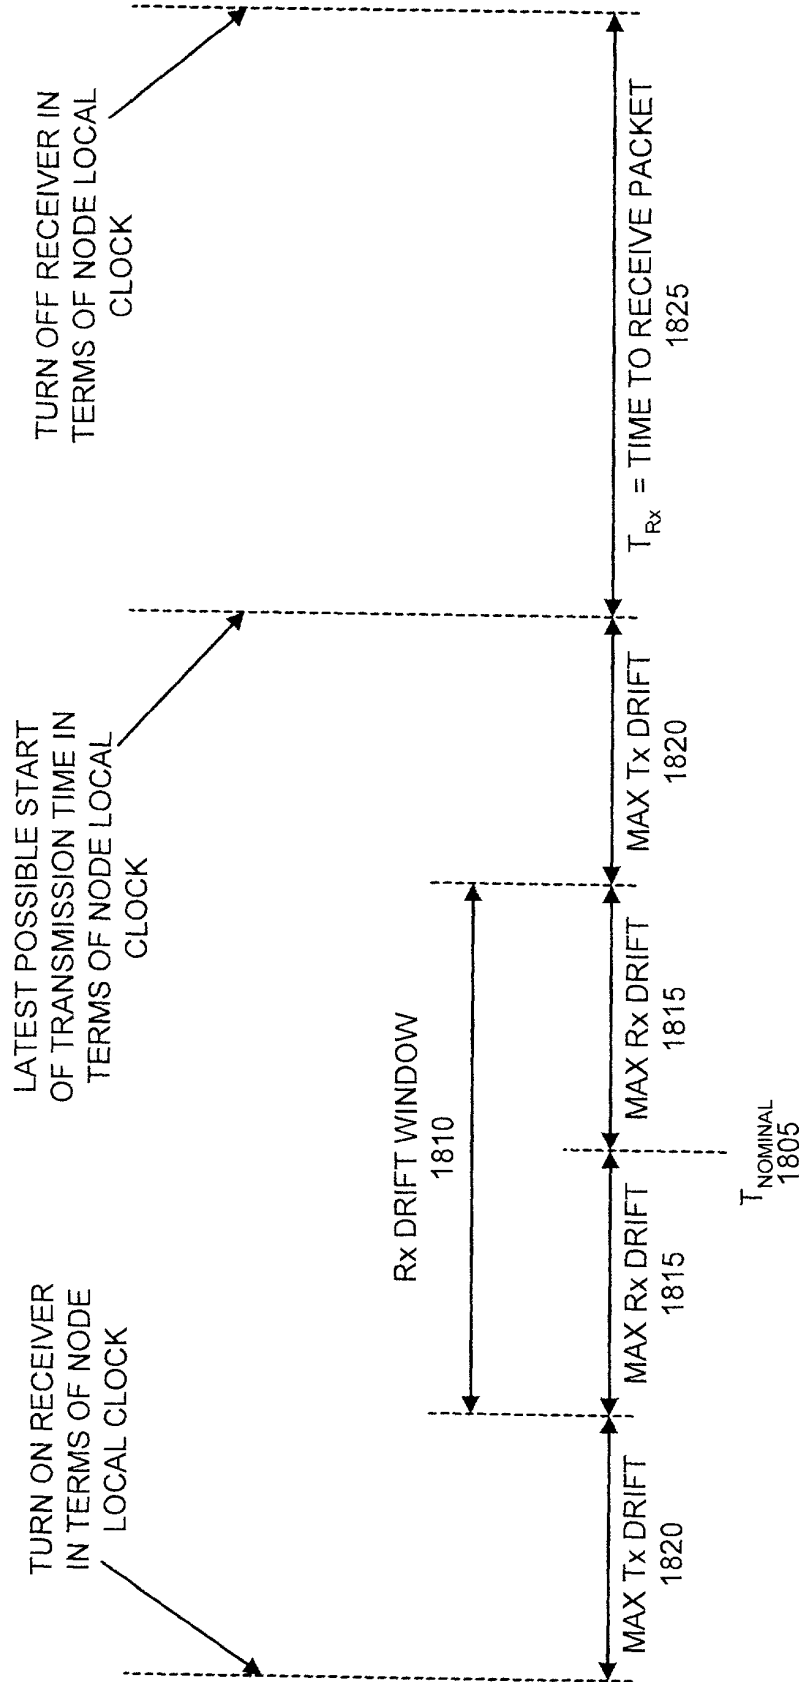 TURN ON RECEIVER
IN TERMS OF NODE
LOCAL CLOCK
LATEST POSSIBLE START
OF TRANSMISSION TIME IN
TERMS OF NODE LOCAL
CLOCK
TURN OFF RECEIVER IN
TERMS OF NODE LOCAL
CLOCK
Rx DRIFT WINDOW
1810
MAX Tx DRIFT
1820
MAX Rx DRIFT
1815
MAX Rx DRIFT
1815
MAX Tx DRIFT
1820
TRx = TIME TO RECEIVE PACKET
1825
TNOMINAL
1805